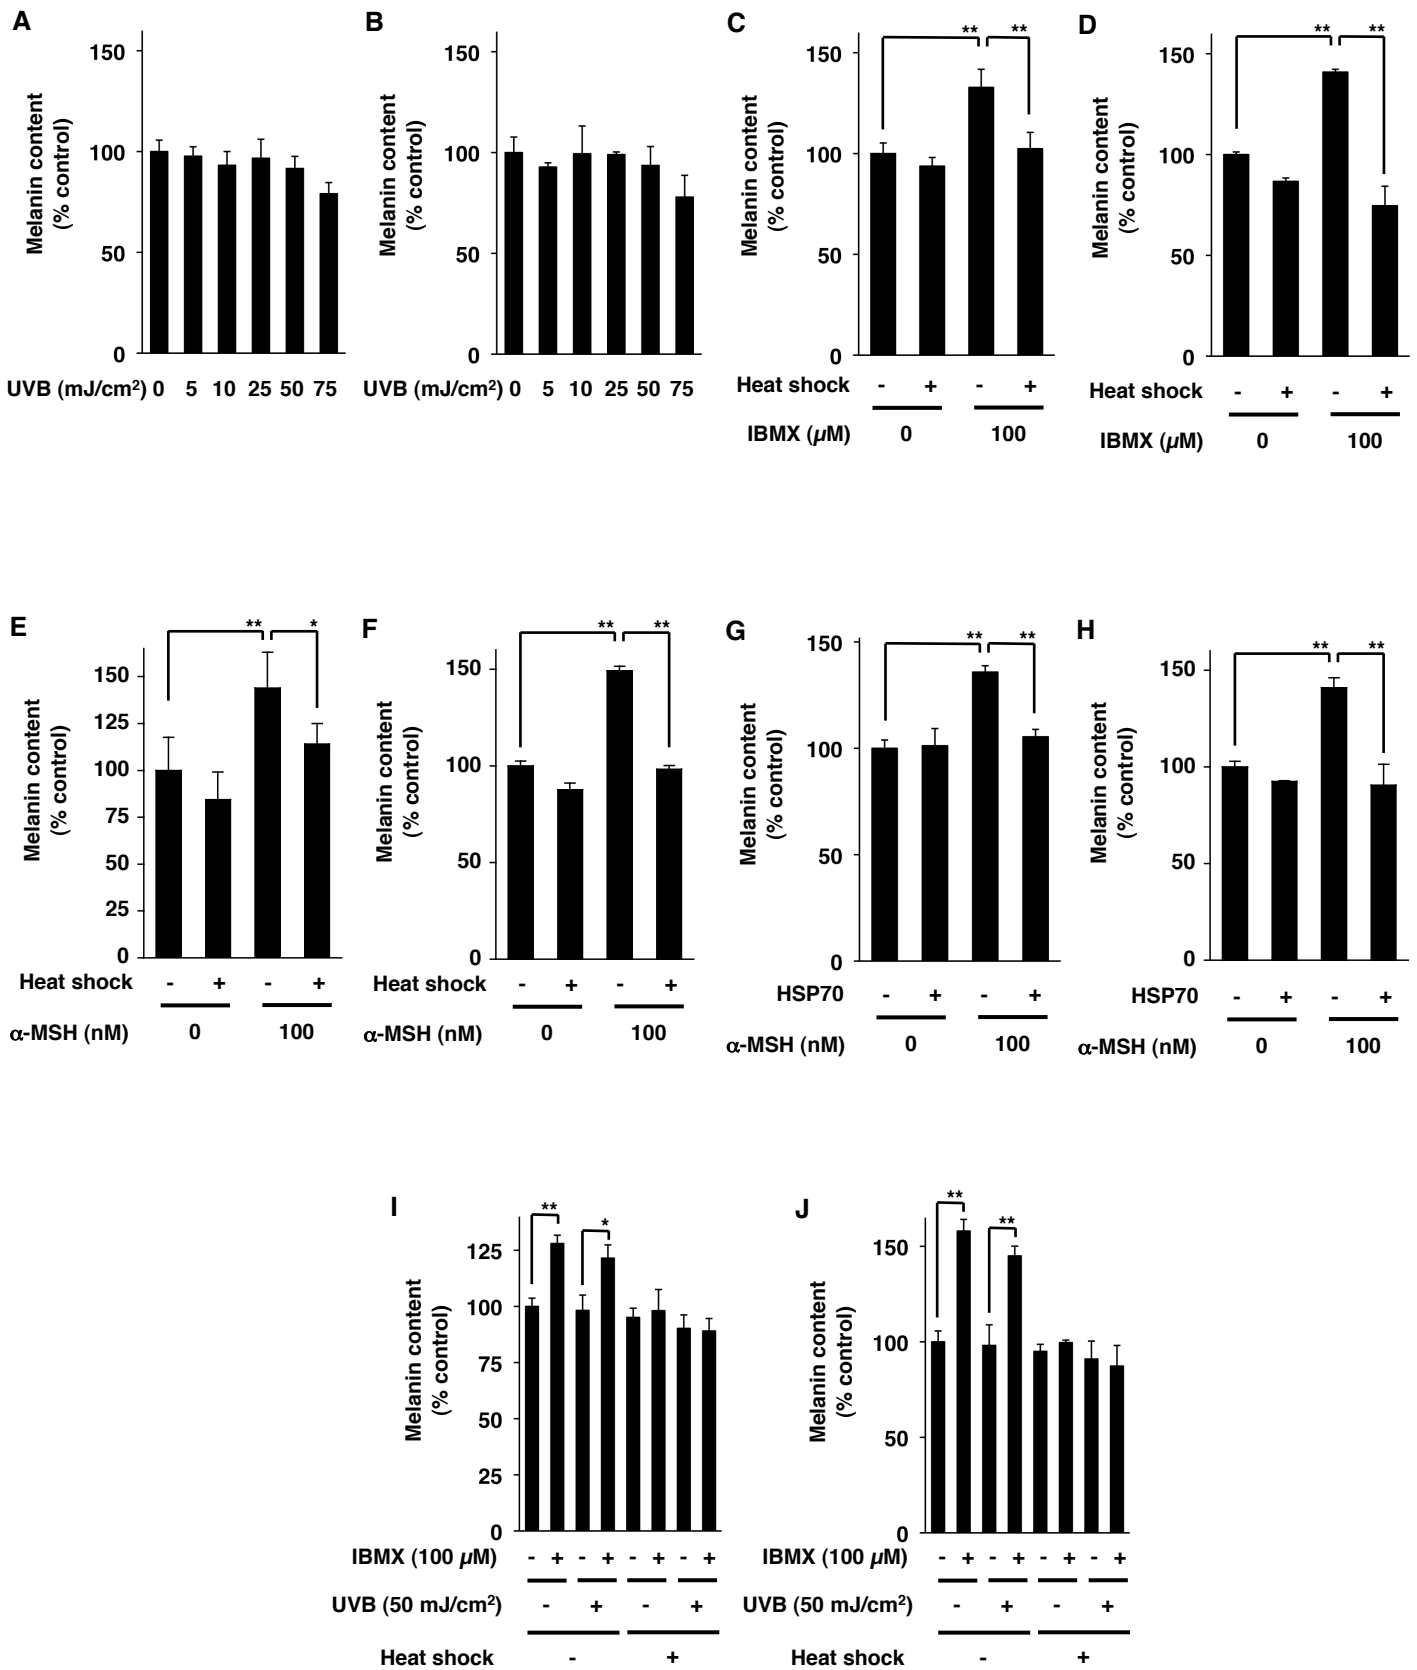 A
Melanin content
(% control)
150
100
50
0
UVB (mJ/cm²) 0 5 10 25 50 75
B
Melanin content
(% control)
150
100
50
0
UVB (mJ/cm²) 0 5 10 25 50 75
C
** **
Melanin content
(% control)
150
100
50
0
Heat shock - + - +
IBMX (µM) 0 100
D
** **
Melanin content
(% control)
150
100
50
0
Heat shock - + - +
IBMX (µM) 0 100
E
** *
Melanin content
(% control)
150
125
100
75
50
25
0
Heat shock - + - +
α-MSH (nM) 0 100
F
** **
Melanin content
(% control)
150
100
50
0
Heat shock - + - +
α-MSH (nM) 0 100
G
** **
Melanin content
(% control)
150
100
50
0
HSP70 - + - +
α-MSH (nM) 0 100
H
** **
Melanin content
(% control)
150
100
50
0
HSP70 - + - +
α-MSH (nM) 0 100
I
** *
Melanin content
(% control)
125
100
75
50
25
0
IBMX (100 µM) - + - + - + - +
UVB (50 mJ/cm²) - + - +
Heat shock - +
J
** **
Melanin content
(% control)
150
100
50
0
IBMX (100 µM) - + - + - + - +
UVB (50 mJ/cm²) - + - +
Heat shock - +